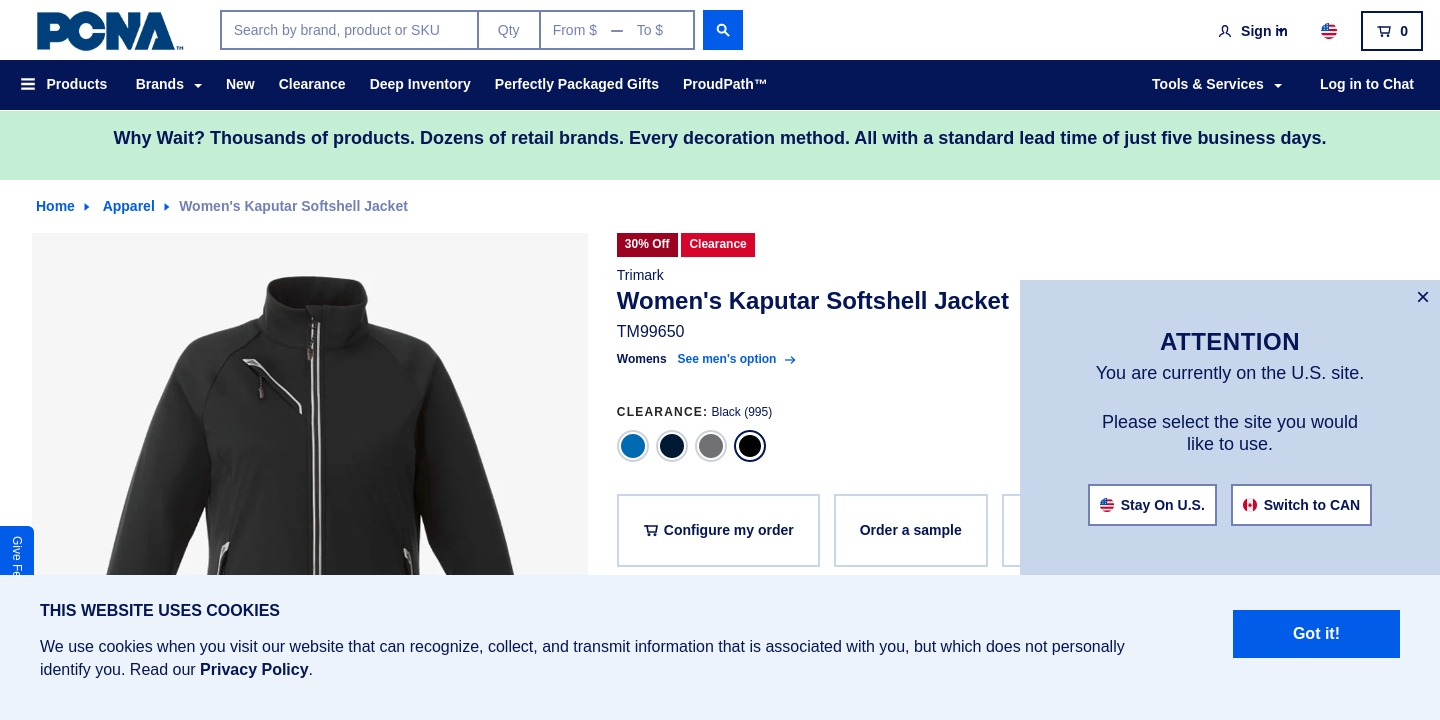 PCNA™
Search by brand, product or SKU
Qty
From $ — To $
Sign in
0
Products
Brands
New
Clearance
Deep Inventory
Perfectly Packaged Gifts
ProudPath™
Tools & Services
Log in to Chat
Why Wait? Thousands of products. Dozens of retail brands. Every decoration method. All with a standard lead time of just five business days.
Home
Apparel
Women's Kaputar Softshell Jacket
30% Off
Clearance
Trimark
Women's Kaputar Softshell Jacket
TM99650
Womens See men's option
CLEARANCE: Black (995)
Configure my order
Order a sample
ATTENTION
You are currently on the U.S. site.
Please select the site you would
like to use.
Stay On U.S.
Switch to CAN
Give
THIS WEBSITE USES COOKIES
We use cookies when you visit our website that can recognize, collect, and transmit information that is associated with you, but which does not personally
identify you. Read our Privacy Policy.
Got it!